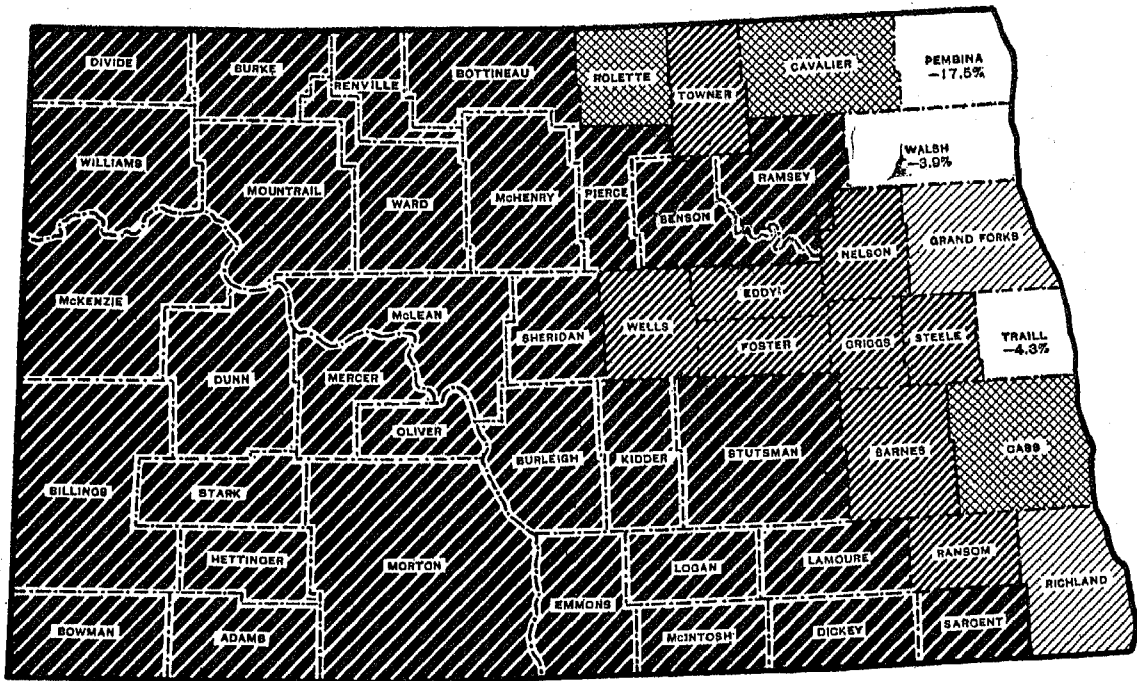 DIVIDE
BURKE
RENVILLE
BOTTINEAU
ROLETTE
TOWNER
CAVALIER
PEMBINA
-17.5%
WILLIAMS
MOUNTRAIL
WARD
McHENRY
PIERCE
BENSON
RAMSEY
WALSH
-3.9%
NELSON
GRAND FORKS
McKENZIE
DUNN
McLEAN
MERCER
OLIVER
SHERIDAN
WELLS
EDDY
FOSTER
GRIGGS
STEELE
TRAILL
-4.3%
BILLINGS
STARK
BURLEIGH
KIDDER
STUTSMAN
BARNES
CASS
HETTINGER
MORTON
EMMONS
LOGAN
LAMOURE
RANSOM
RICHLAND
BOWMAN
ADAMS
McINTOSH
DICKEY
SARGENT